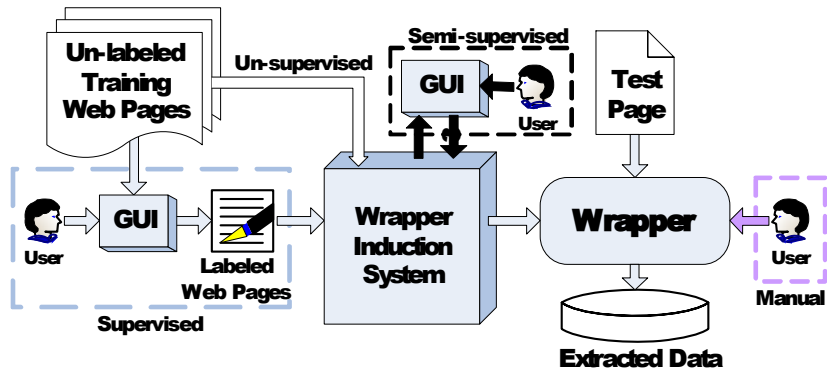 Un-labeled
Training
Web Pages
Un-supervised
Semi-supervised
GUI
User
Test
Page
User
GUI
Labeled
Web Pages
Supervised
Wrapper
Induction
System
Wrapper
User
Manual
Extracted Data